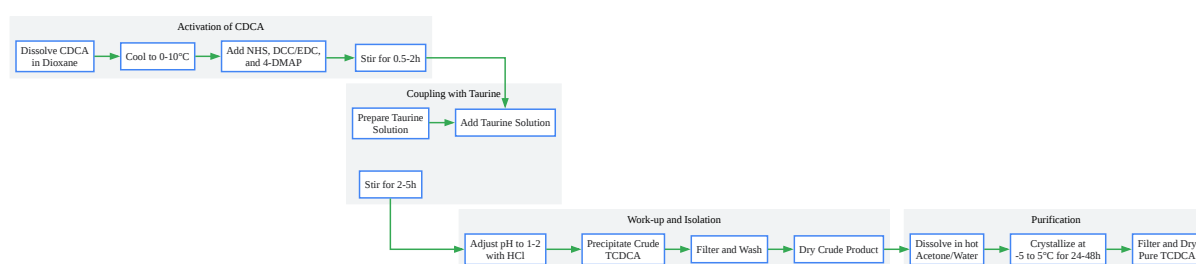 Activation of CDCA
Dissolve CDCA
in Dioxane
Cool to 0-10°C
Add NHS, DCC/EDC,
and 4-DMAP
Stir for 0.5-2h
Coupling with Taurine
Prepare Taurine
Solution
Add Taurine Solution
Stir for 2-5h
Work-up and Isolation
Adjust pH to 1-2
with HCl
Precipitate Crude
TCDCA
Filter and Wash
Dry Crude Product
Purification
Dissolve in hot
Acetone/Water
Crystallize at
-5 to 5°C for 24-48h
Filter and Dry
Pure TCDCA